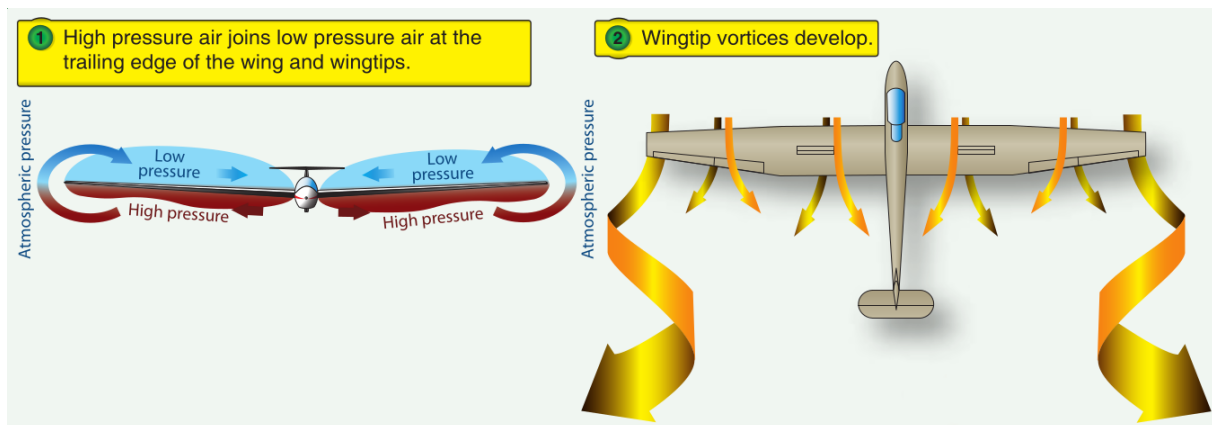 1 High pressure air joins low pressure air at the
trailing edge of the wing and wingtips.
2 Wingtip vortices develop.
Atmospheric pressure
Low
pressure
Low
pressure
High pressure
High pressure
Atmospheric pressure